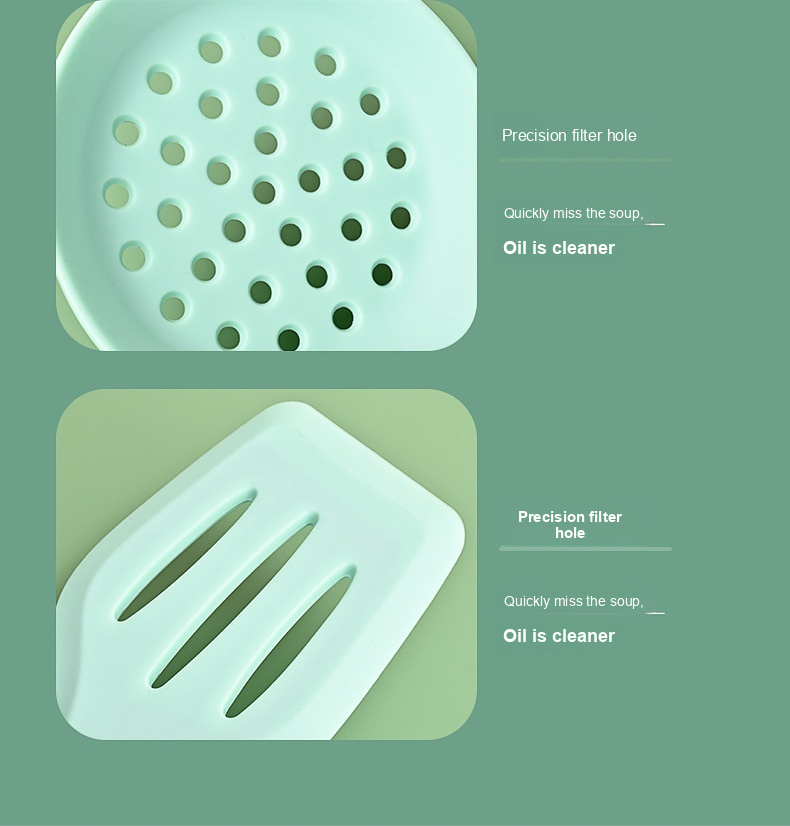 Precision filter hole
Quickly miss the soup,
Oil is cleaner
Precision filter
hole
Quickly miss the soup,
Oil is cleaner